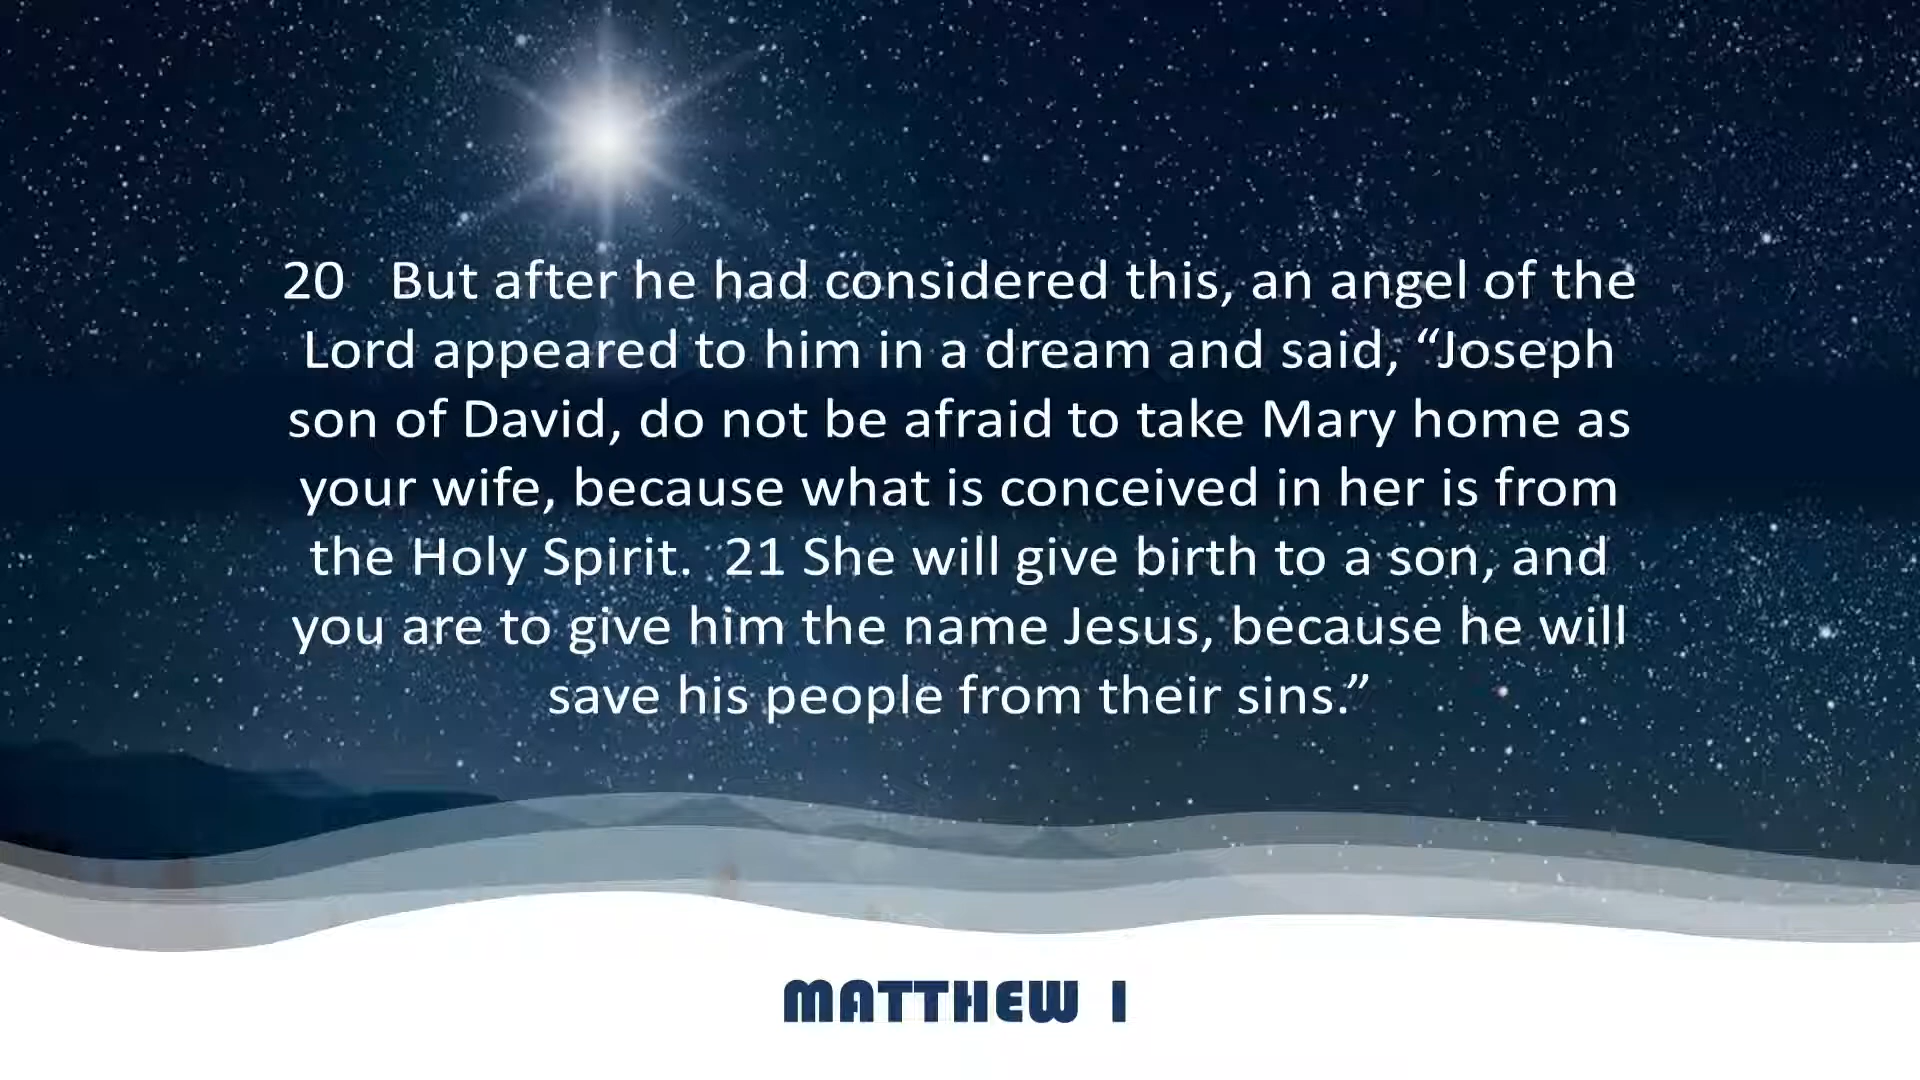 20   But after he had considered this, an angel of the
Lord appeared to him in a dream and said, “Joseph
son of David, do not be afraid to take Mary home as
your wife, because what is conceived in her is from
the Holy Spirit.  21 She will give birth to a son, and
you are to give him the name Jesus, because he will
save his people from their sins.”
MATTHEW 1